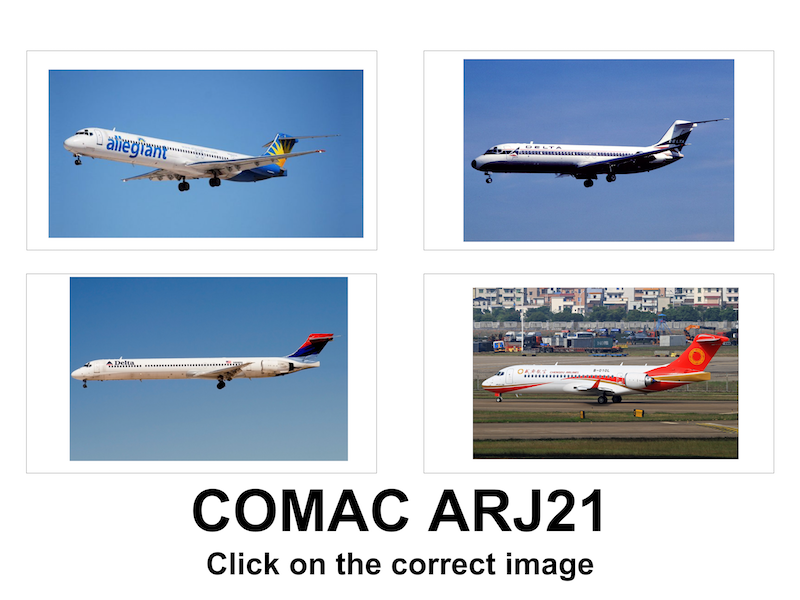 allegiant
DELTA
Delta
COMAC ARJ21
Click on the correct image